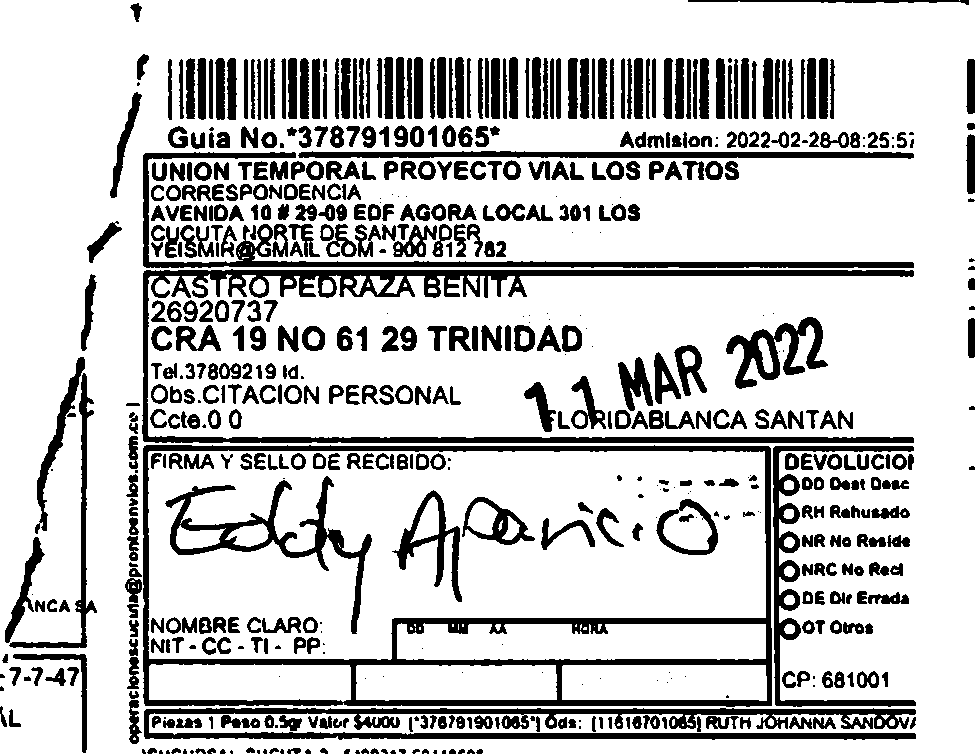 Guia No.*378791901065*
Admision: 2022-02-28-08:25:57
UNION TEMPORAL PROYECTO VIAL LOS PATIOS
CORRESPONDENCIA
AVENIDA 10 # 29-09 EDF AGORA LOCAL 301 LOS
CUCUTA NORTE DE SANTANDER
YEISMIR@GMAIL COM - 900 812 782
CASTRO PEDRAZA BENITA
26920737
CRA 19 NO 61 29 TRINIDAD
Tel.37809219 Id.
11 MAR 2022
Obs.CITACION PERSONAL
Ccte.0 0
FLORIDABLANCA SANTAN
FIRMA Y SELLO DE RECIBIDO:
Eddy Aparicio
NOMBRE CLARO:
NIT - CC - TI - PP:
DD MM AA HORA
DEVOLUCION
DD Dest Desc
RH Rehusado
NR No Reside
NRC No Recl
DE Dir Errada
OT Otros
CP: 681001
Piezas 1 Peso 0.5gr Valor $4000 [*378791901065*] Ods: [11616701065] RUTH JOHANNA SANDOVA
operacionescucuta@prontoenvios.com.co
ANCA SA
7-7-47
AL